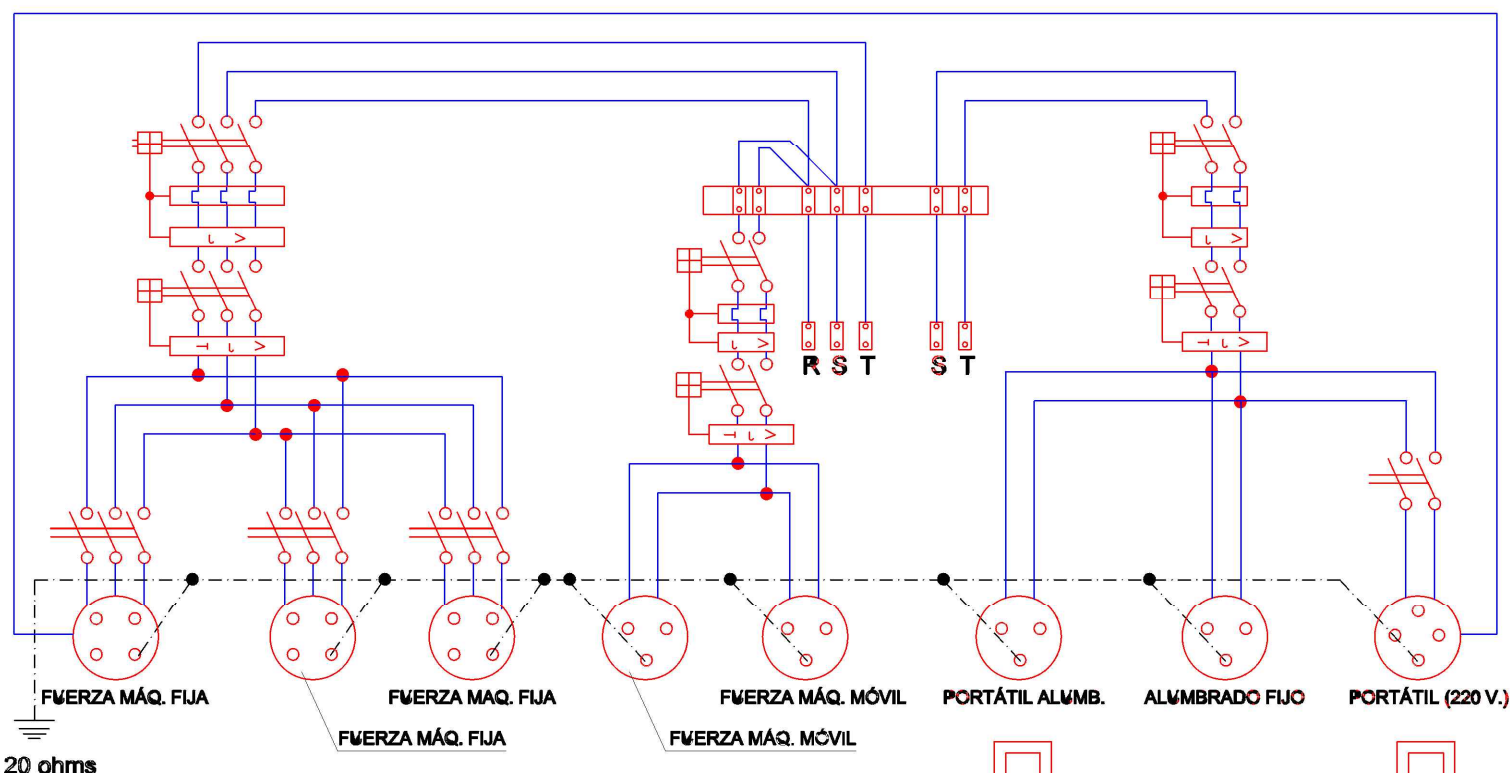 R S T
S T
FUERZA MÁQ. FIJA
FUERZA MAQ. FIJA
FUERZA MÁQ. MÓVIL
PORTÁTIL ALUMB.
ALUMBRADO FIJO
PORTÁTIL (220 V.)
FUERZA MÁQ. FIJA
FUERZA MÁQ. MÓVIL
20 ohms